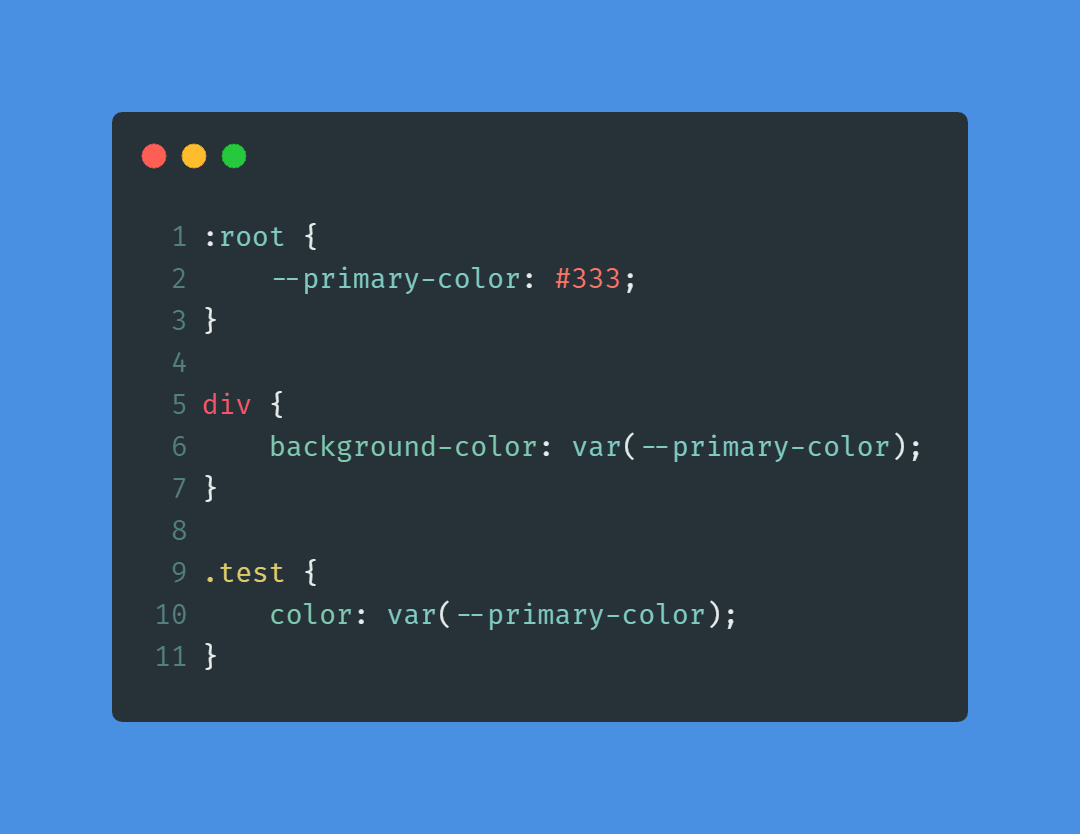 1 :root {
2     --primary-color: #333;
3 }
4
5 div {
6     background-color: var(--primary-color);
7 }
8
9 .test {
10     color: var(--primary-color);
11 }